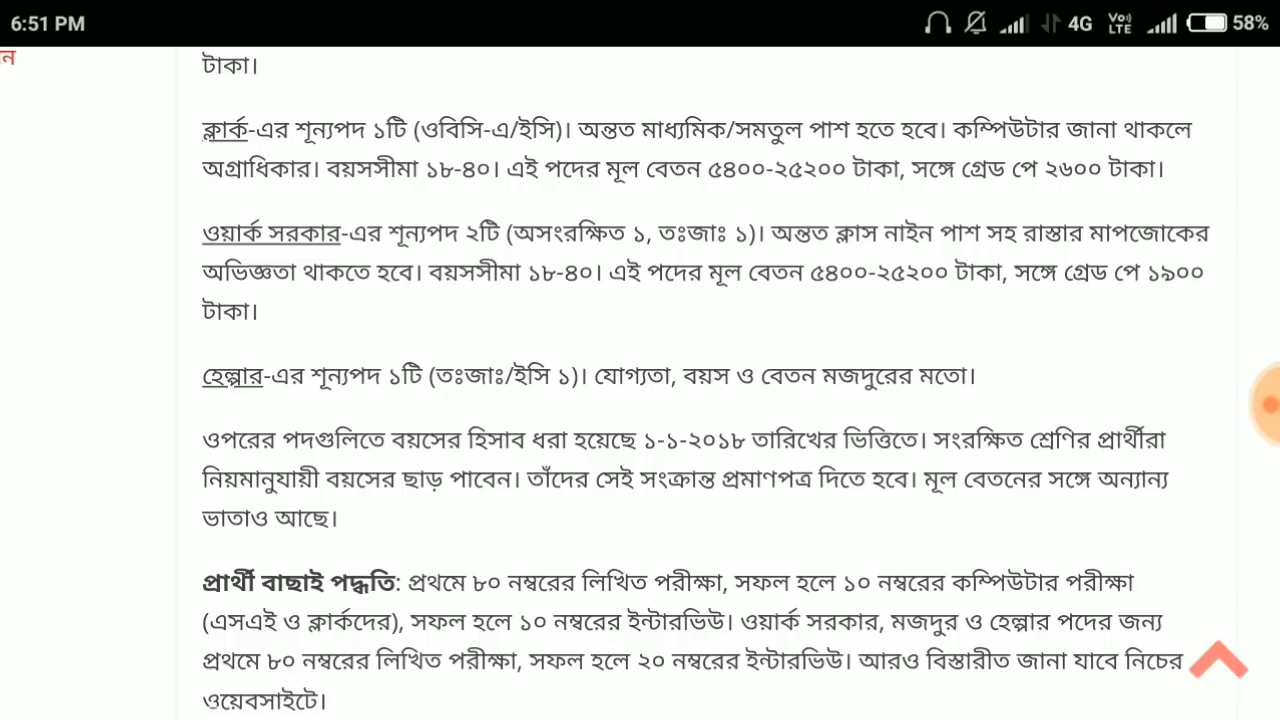 6:51 PM
4G
Vo))
LTE
58%
ন
টাকা।
ক্লার্ক-এর শূন্যপদ ১টি (ওবিসি-এ/ইসি)। অন্তত মাধ্যমিক/সমতুল পাশ হতে হবে। কম্পিউটার জানা থাকলে
অগ্রাধিকার। বয়সসীমা ১৮-৪০। এই পদের মূল বেতন ৫৪০০-২৫২০০ টাকা, সঙ্গে গ্রেড পে ২৬০০ টাকা।
ওয়ার্ক সরকার-এর শূন্যপদ ২টি (অসংরক্ষিত ১, তঃজাঃ ১)। অন্তত ক্লাস নাইন পাশ সহ রাস্তার মাপজোকের
অভিজ্ঞতা থাকতে হবে। বয়সসীমা ১৮-৪০। এই পদের মূল বেতন ৫৪০০-২৫২০০ টাকা, সঙ্গে গ্রেড পে ১৯০০
টাকা।
হেল্পার-এর শূন্যপদ ১টি (তঃজাঃ/ইসি ১)। যোগ্যতা, বয়স ও বেতন মজদুরের মতো।
ওপরের পদগুলিতে বয়সের হিসাব ধরা হয়েছে ১-১-২০১৮ তারিখের ভিত্তিতে। সংরক্ষিত শ্রেণির প্রার্থীরা
নিয়মানুযায়ী বয়সের ছাড় পাবেন। তাঁদের সেই সংক্রান্ত প্রমাণপত্র দিতে হবে। মূল বেতনের সঙ্গে অন্যান্য
ভাতাও আছে।
প্রার্থী বাছাই পদ্ধতি: প্রথমে ৮০ নম্বরের লিখিত পরীক্ষা, সফল হলে ১০ নম্বরের কম্পিউটার পরীক্ষা
(এসএই ও ক্লার্কদের), সফল হলে ১০ নম্বরের ইন্টারভিউ। ওয়ার্ক সরকার, মজদুর ও হেল্পার পদের জন্য
প্রথমে ৮০ নম্বরের লিখিত পরীক্ষা, সফল হলে ২০ নম্বরের ইন্টারভিউ। আরও বিস্তারীত জানা যাবে নিচের
ওয়েবসাইটে।